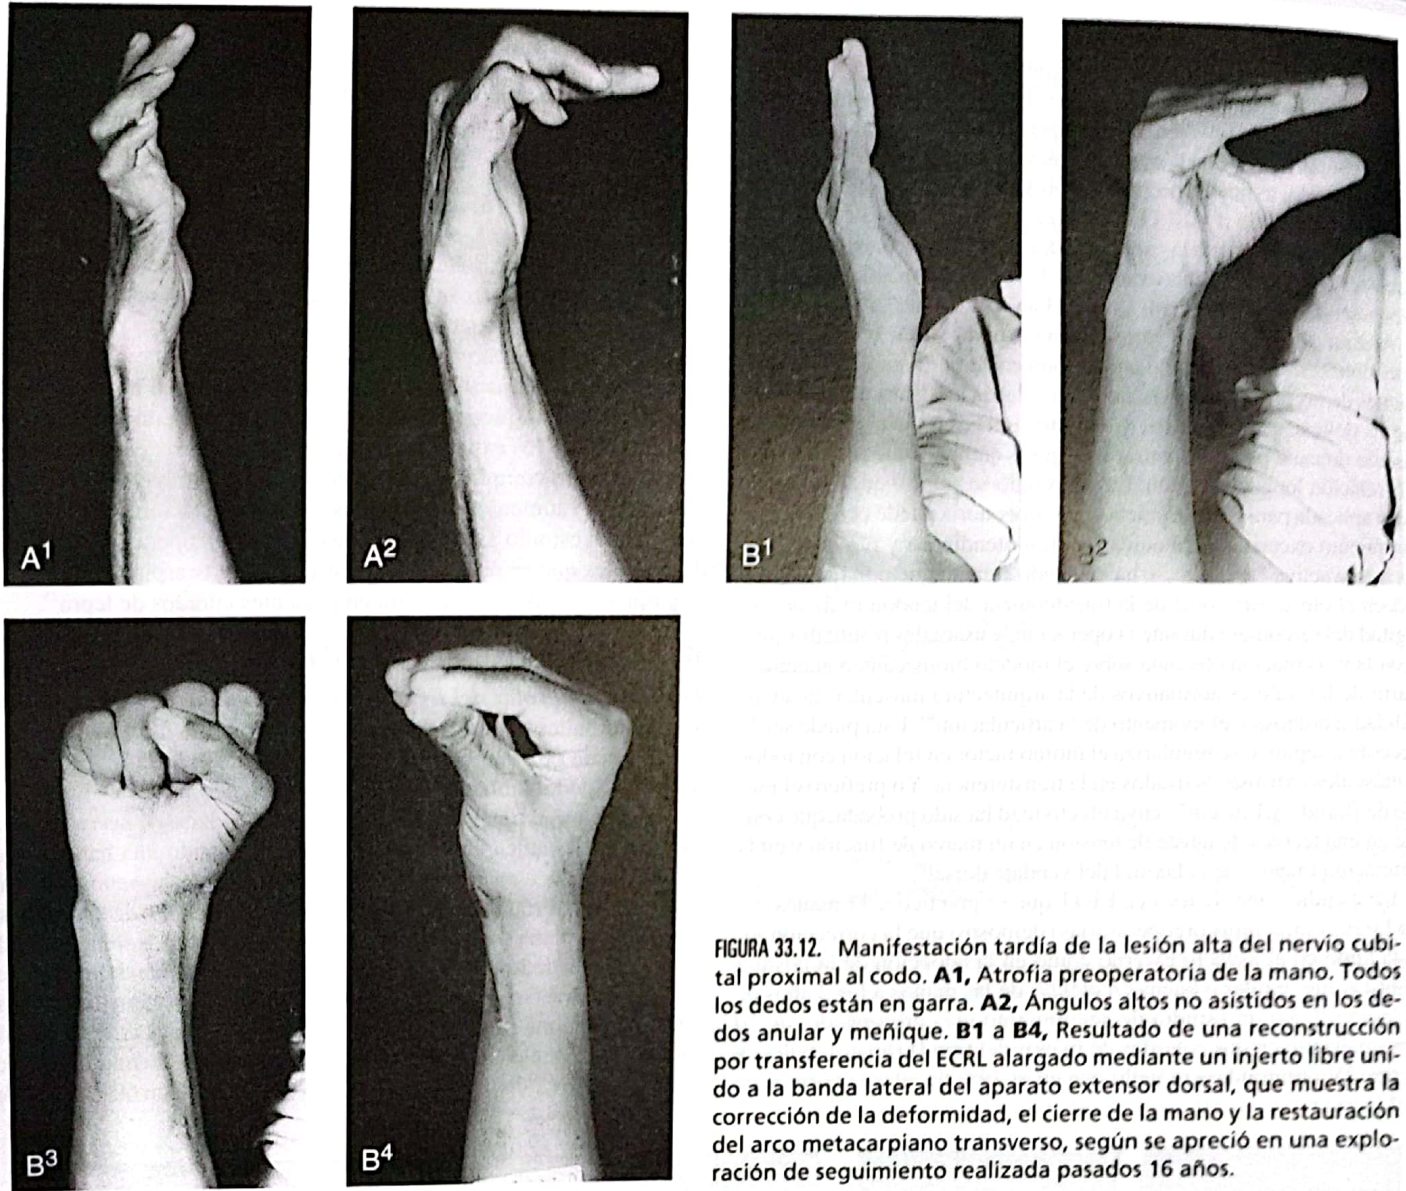 A1
A2
B1
B2
B3
B4
FIGURA 33.12. Manifestación tardía de la lesión alta del nervio cubi-
tal proximal al codo. A1, Atrofia preoperatoria de la mano. Todos
los dedos están en garra. A2, Ángulos altos no asistidos en los de-
dos anular y meñique. B1 a B4, Resultado de una reconstrucción
por transferencia del ECRL alargado mediante un injerto libre uni-
do a la banda lateral del aparato extensor dorsal, que muestra la
corrección de la deformidad, el cierre de la mano y la restauración
del arco metacarpiano transverso, según se apreció en una explo-
ración de seguimiento realizada pasados 16 años.